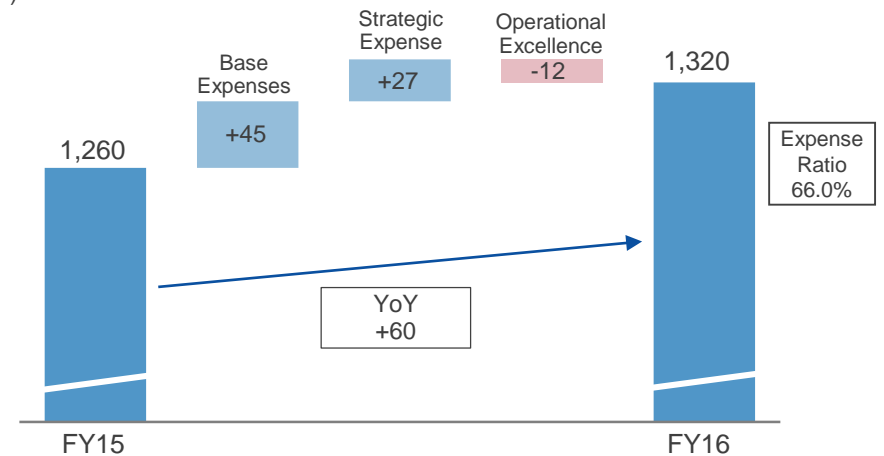 )
Strategic
Expense
Operational
Excellence
Base
Expenses
+27
-12
1,320
+45
1,260
Expense
Ratio
66.0%
YoY
+60
FY15
FY16